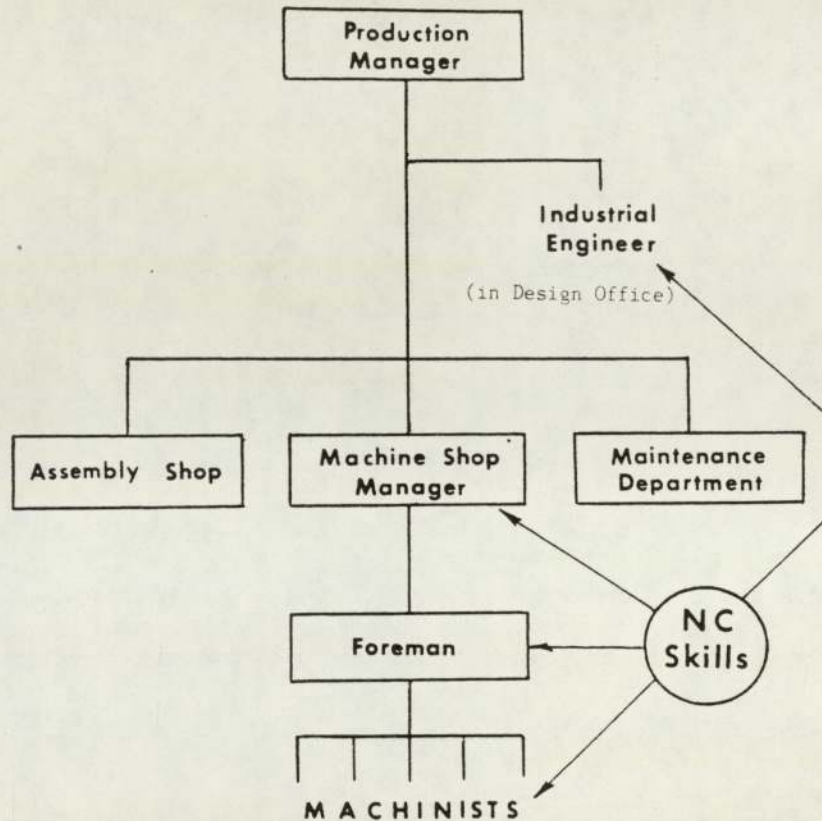 Production
Manager
Industrial
Engineer
(in Design Office)
Assembly Shop
Machine Shop
Manager
Maintenance
Department
NC
Skills
Foreman
MACHINISTS